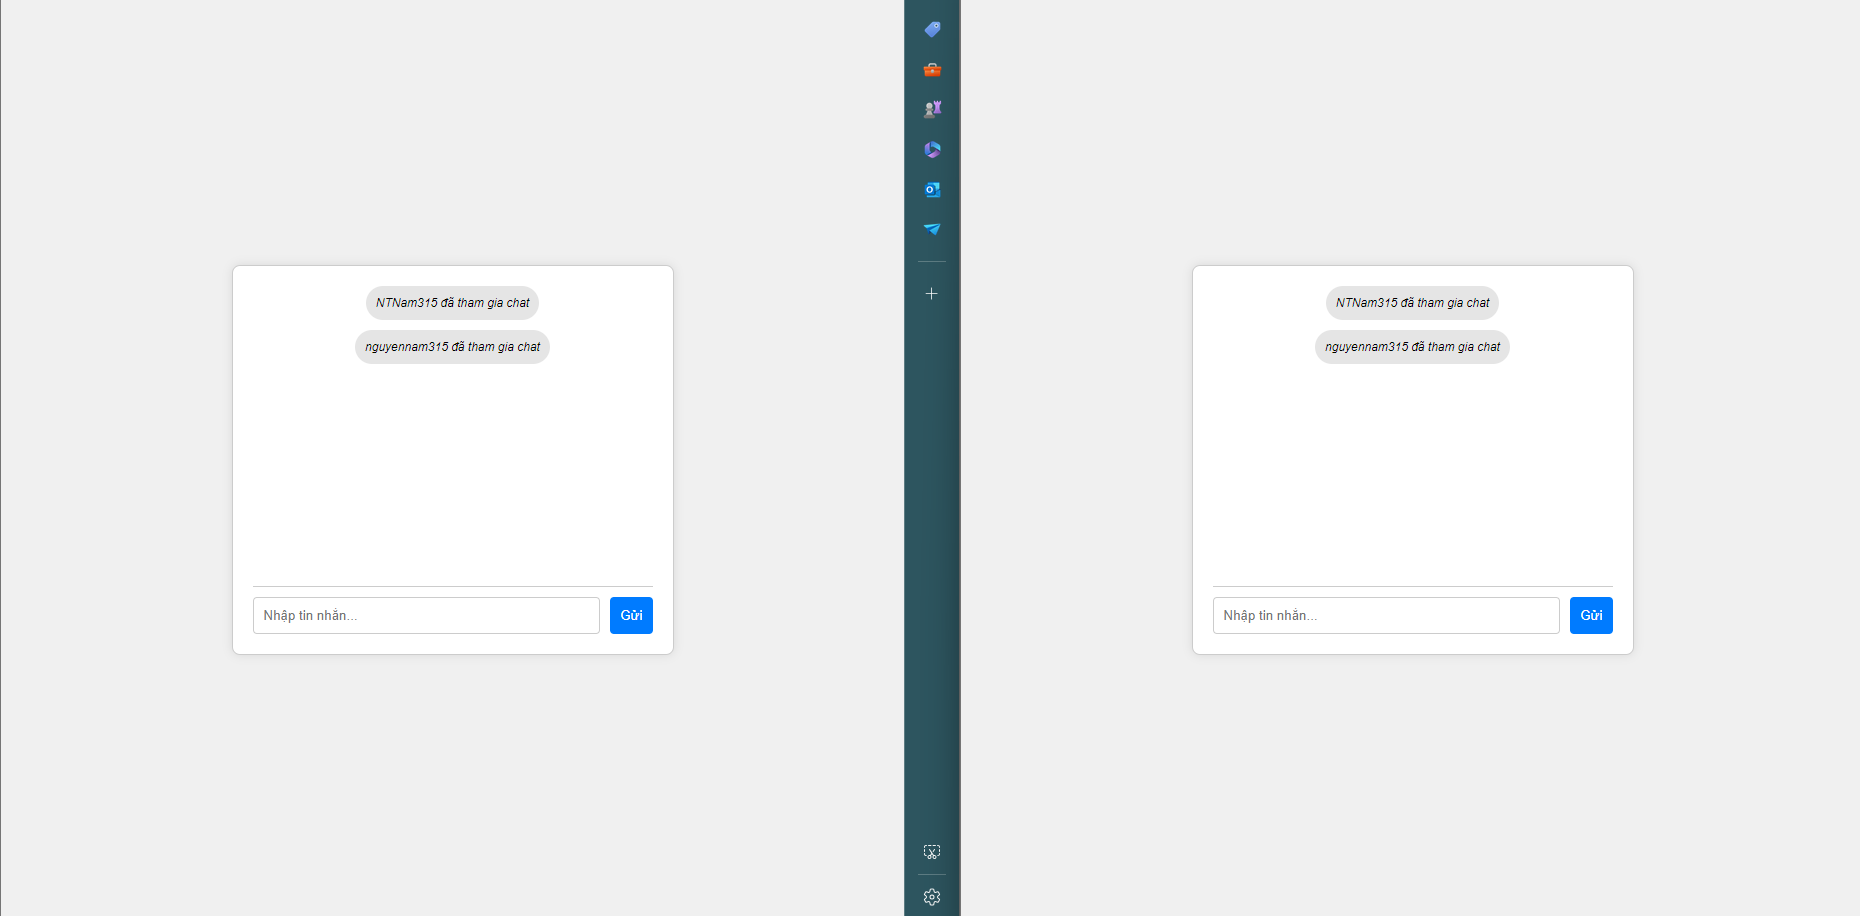 NTNam315 đã tham gia chat
nguyennam315 đã tham gia chat
Nhập tin nhắn...
Gửi
NTNam315 đã tham gia chat
nguyennam315 đã tham gia chat
Nhập tin nhắn...
Gửi